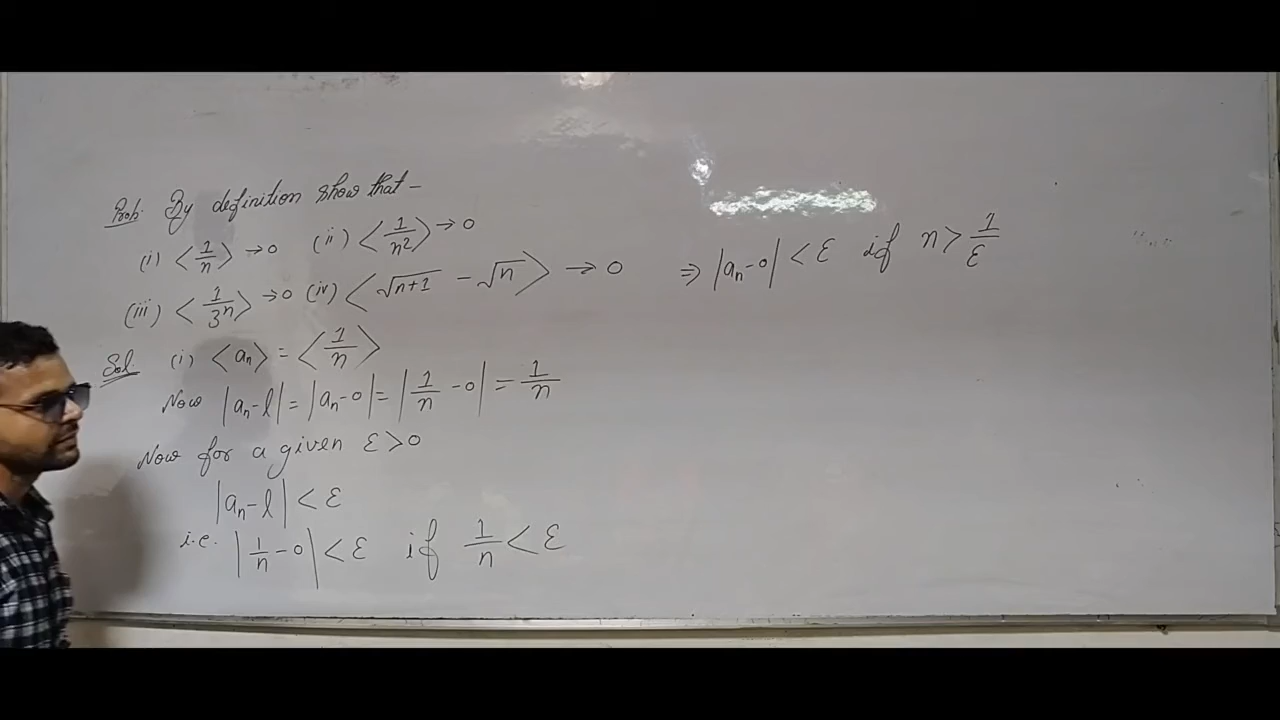 Prob. By definition show that –
(i) ⟨1/n⟩ → 0 (ii) ⟨1/n²⟩ → 0
(iii) ⟨1/3ⁿ⟩ → 0 (iv) ⟨√n+1 – √n⟩ → 0
Sol. (i) ⟨aₙ⟩ = ⟨1/n⟩
Now |aₙ – l| = |aₙ – 0| = |1/n – 0| = 1/n
Now for a given ε > 0
|aₙ – l| < ε
i.e. |1/n – 0| < ε if 1/n < ε
⇒ |aₙ – 0| < ε if n > 1/ε